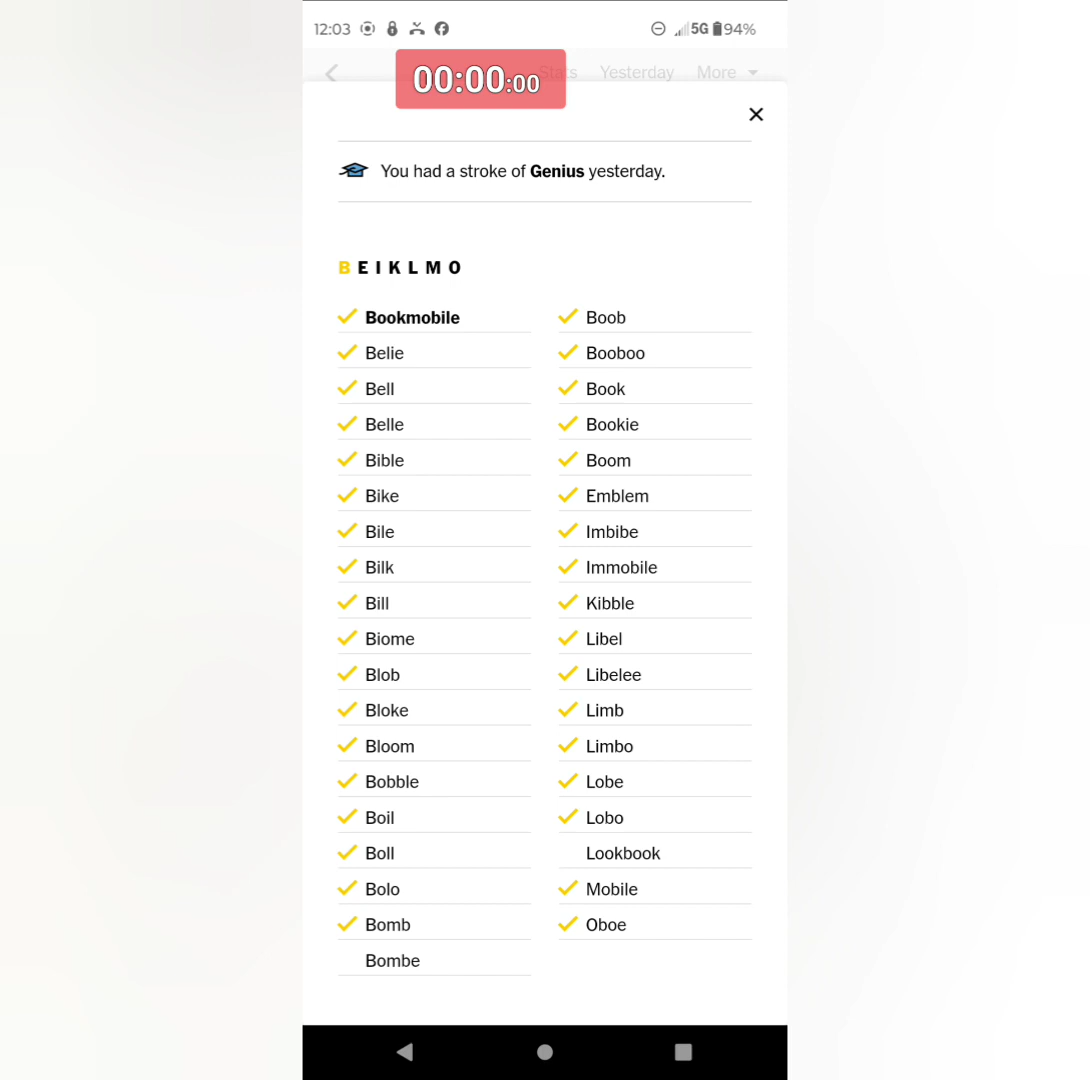 12:03 5G 94%
00:00:00 Stats Yesterday More
You had a stroke of Genius yesterday.
B E I K L M O
Bookmobile
Belie
Bell
Belle
Bible
Bike
Bile
Bilk
Bill
Biome
Blob
Bloke
Bloom
Bobble
Boil
Boll
Bolo
Bomb
Bombe
Boob
Booboo
Book
Bookie
Boom
Emblem
Imbibe
Immobile
Kibble
Libel
Libelee
Limb
Limbo
Lobe
Lobo
Lookbook
Mobile
Oboe